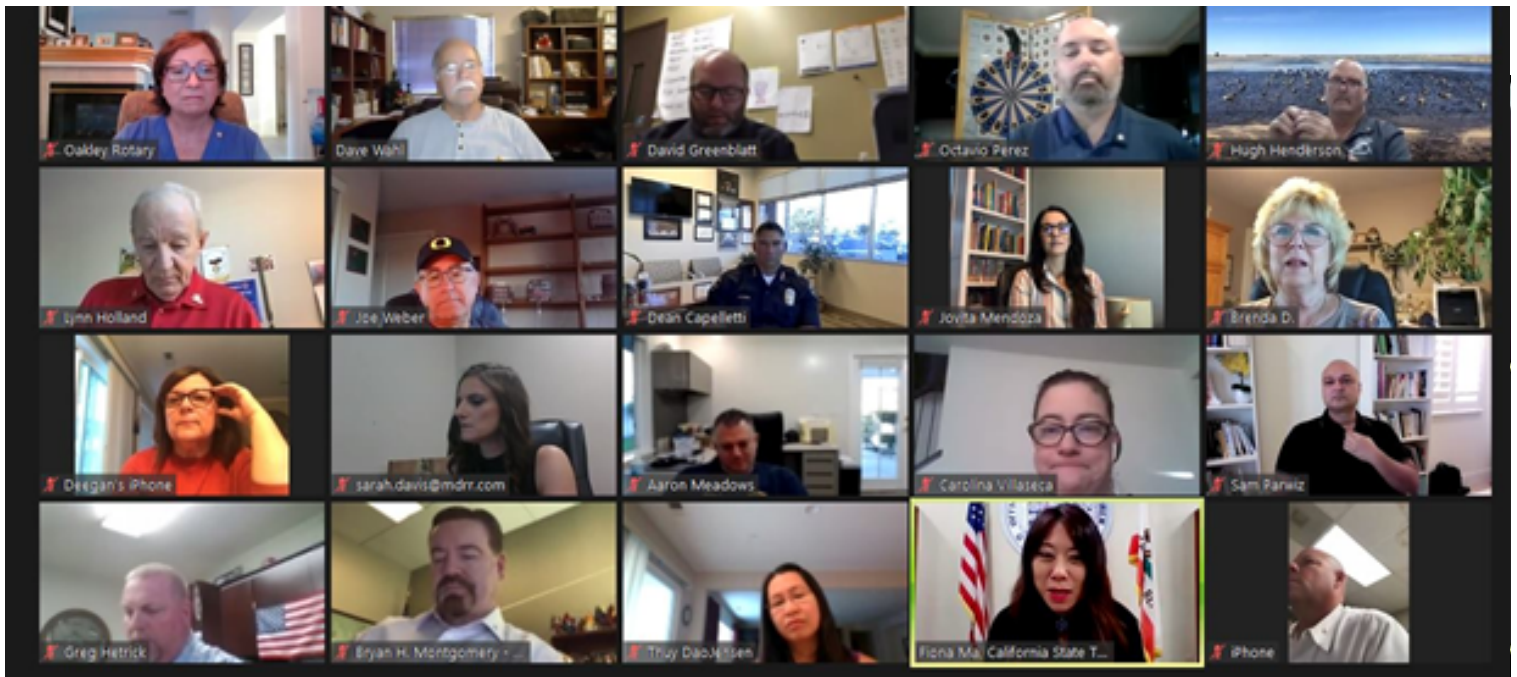 Oakley Rotary
Dave Wahl
David Greenblatt
Octavio Perez
Hugh Henderson
Lynn Holland
Joe Weber
Dean Capelletti
Jovita Mendoza
Brenda D.
Deegan's iPhone
sarah.davis@mdrr.com
Aaron Meadows
Carolina Villaseca
Sam Parwiz
Greg Hetrick
Bryan H. Montgomery - ...
Thuy DaoJensen
Fiona Ma, California State T...
iPhone